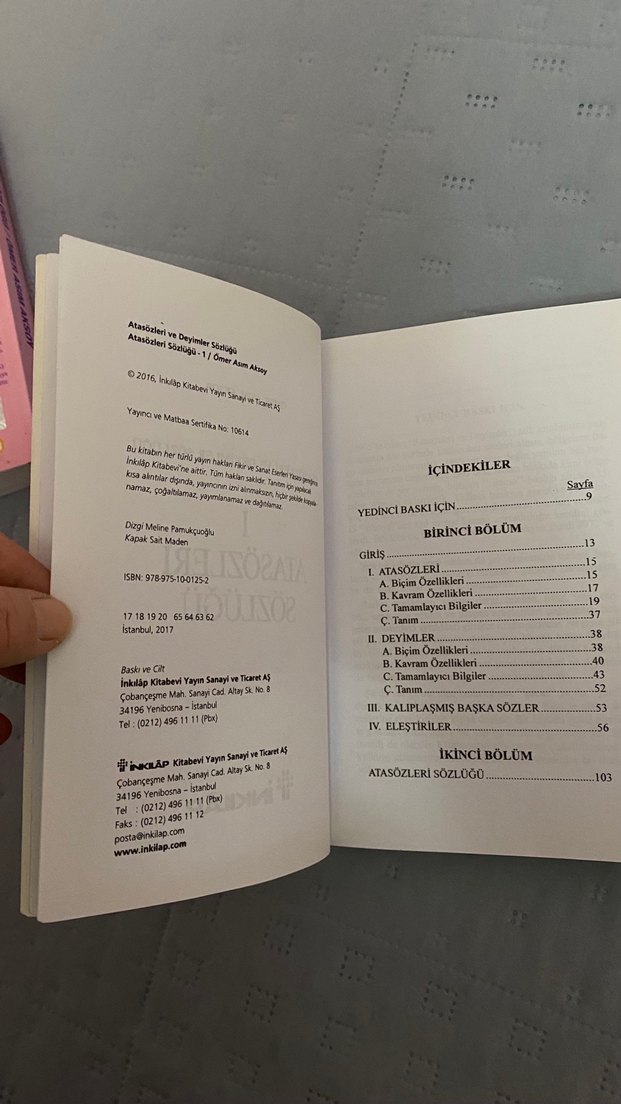 Atasözleri ve Deyimler Sözlüğü
Atasözleri Sözlüğü - 1 / Ömer Asım Aksoy
© 2016, İnkılâp Kitabevi Yayın Sanayi ve Ticaret AŞ
Yayıncı ve Matbaa Sertifika No: 10614
Bu kitabın her türlü yayın hakları Fikir ve Sanat Eserleri Yasası gereğince
İnkılâp Kitabevi'ne aittir. Tüm hakları saklıdır. Tanıtım için yapılacak
kısa alıntılar dışında, yayıncının izni alınmaksızın, hiçbir şekilde kopyala-
namaz, çoğaltılamaz, yayımlanamaz ve dağıtılamaz.
Dizgi Meline Pamukçuoğlu
Kapak Sait Maden
ISBN: 978-975-10-0125-2
17 18 19 20 65 64 63 62
İstanbul, 2017
Baskı ve Cilt
İnkılâp Kitabevi Yayın Sanayi ve Ticaret AŞ
Çobançeşme Mah. Sanayi Cad. Altay Sk. No. 8
34196 Yenibosna – İstanbul
Tel : (0212) 496 11 11 (Pbx)
İNKILÂP Kitabevi Yayın Sanayi ve Ticaret AŞ
Çobançeşme Mah. Sanayi Cad. Altay Sk. No. 8
34196 Yenibosna – İstanbul
Tel : (0212) 496 11 11 (Pbx)
Faks : (0212) 496 11 12
posta@inkilap.com
www.inkilap.com
İÇİNDEKİLER
Sayfa
YEDİNCİ BASKI İÇİN 9
BİRİNCİ BÖLÜM
GİRİŞ 13
I. ATASÖZLERİ 15
A. Biçim Özellikleri 15
B. Kavram Özellikleri 17
C. Tamamlayıcı Bilgiler 19
Ç. Tanım 37
II. DEYİMLER 38
A. Biçim Özellikleri 38
B. Kavram Özellikleri 40
C. Tamamlayıcı Bilgiler 43
Ç. Tanım 52
III. KALIPLAŞMIŞ BAŞKA SÖZLER 53
IV. ELEŞTİRİLER 56
İKİNCİ BÖLÜM
ATASÖZLERİ SÖZLÜĞÜ 103